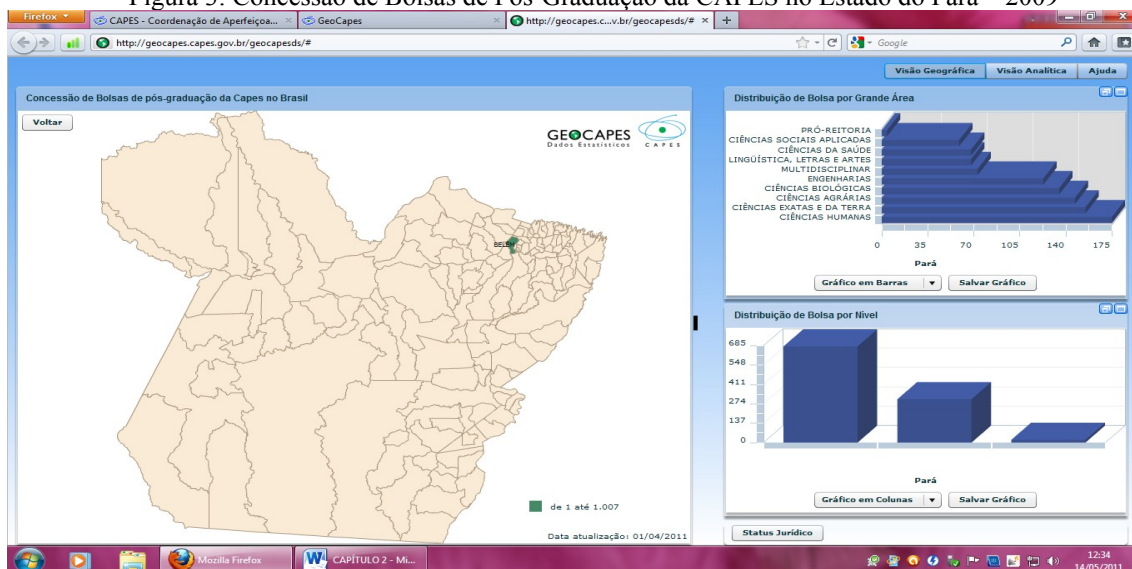 Figura 5: Concessão de Bolsas de Pós-Graduação da CAPES no Estado do Pará – 2009
Firefox
CAPES - Coordenação de Aperfeiçoa...
GeoCapes
http://geocapes.c...v.br/geocapesds/#
http://geocapes.capes.gov.br/geocapesds/#
Google
Visão Geográfica
Visão Analítica
Ajuda
Concessão de Bolsas de pós-graduação da Capes no Brasil
Voltar
GEOCAPES
Dados Estatísticos
CAPES
BELÉM
de 1 até 1.007
Data atualização: 01/04/2011
Distribuição de Bolsa por Grande Área
PRÓ-REITORIA
CIÊNCIAS SOCIAIS APLICADAS
CIÊNCIAS DA SAÚDE
LINGÜÍSTICA, LETRAS E ARTES
MULTIDISCIPLINAR
ENGENHARIAS
CIÊNCIAS BIOLÓGICAS
CIÊNCIAS AGRÁRIAS
CIÊNCIAS EXATAS E DA TERRA
CIÊNCIAS HUMANAS
0 35 70 105 140 175
Pará
Gráfico em Barras
Salvar Gráfico
Distribuição de Bolsa por Nível
685
548
411
274
137
0
Pará
Gráfico em Colunas
Salvar Gráfico
Status Jurídico
Mozilla Firefox
CAPÍTULO 2 - Mi...
12:34
14/05/2011